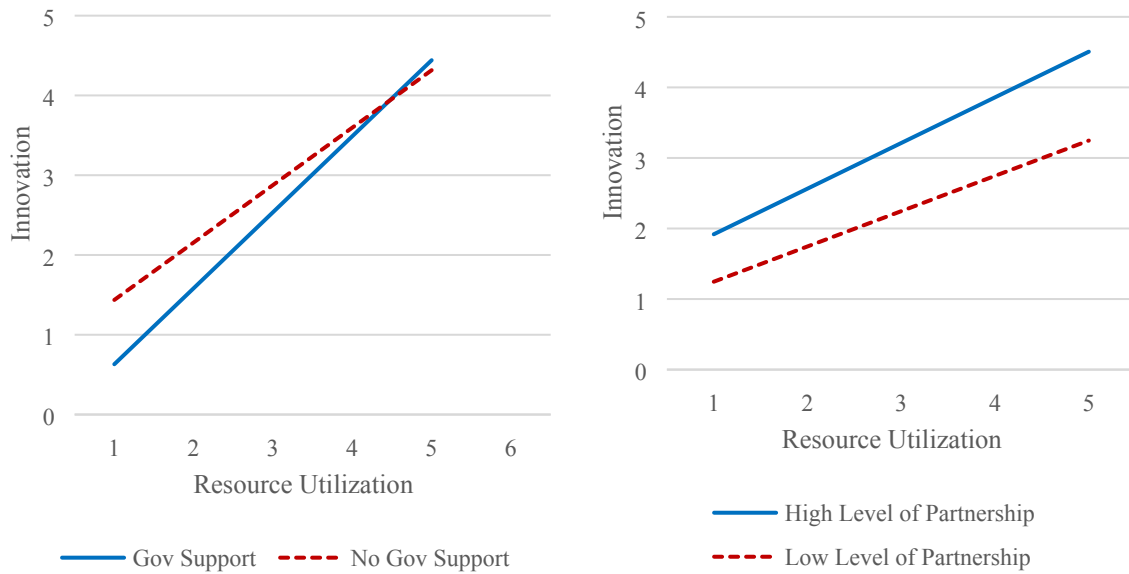 5
4
3
2
1
0
Innovation
1 2 3 4 5 6
Resource Utilization
Gov Support No Gov Support
5
4
3
2
1
0
Innovation
1 2 3 4 5
Resource Utilization
High Level of Partnership
Low Level of Partnership